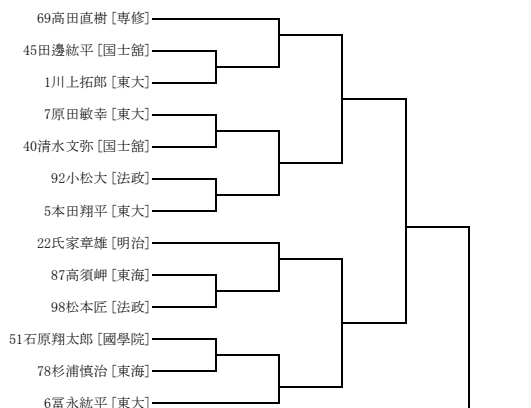 69高田直樹 [専修]
45田邊紘平 [国士舘]
1川上拓郎 [東大]
7原田敏幸 [東大]
40清水文弥 [国士舘]
92小松大 [法政]
5本田翔平 [東大]
22氏家章雄 [明治]
87高須岬 [東海]
98松本匠 [法政]
51石原翔太郎 [國學院]
78杉浦慎治 [東海]
6冨永紘平 [東大]